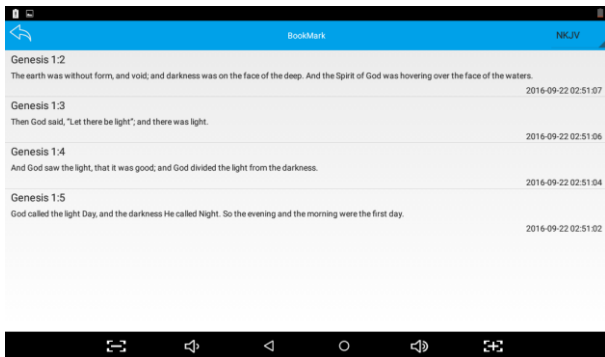 BookMark
NKJV
Genesis 1:2
The earth was without form, and void; and darkness was on the face of the deep. And the Spirit of God was hovering over the face of the waters.
2016-09-22 02:51:07
Genesis 1:3
Then God said, "Let there be light"; and there was light.
2016-09-22 02:51:06
Genesis 1:4
And God saw the light, that it was good; and God divided the light from the darkness.
2016-09-22 02:51:04
Genesis 1:5
God called the light Day, and the darkness He called Night. So the evening and the morning were the first day.
2016-09-22 02:51:02